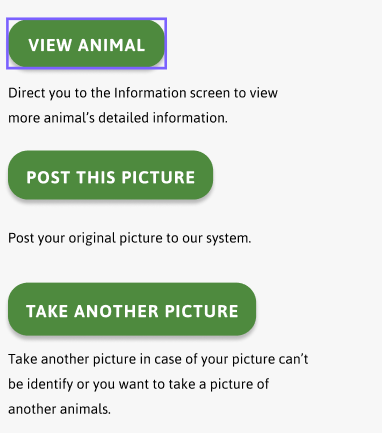 VIEW ANIMAL
Direct you to the Information screen to view
more animal’s detailed information.
POST THIS PICTURE
Post your original picture to our system.
TAKE ANOTHER PICTURE
Take another picture in case of your picture can’t
be identify or you want to take a picture of
another animals.